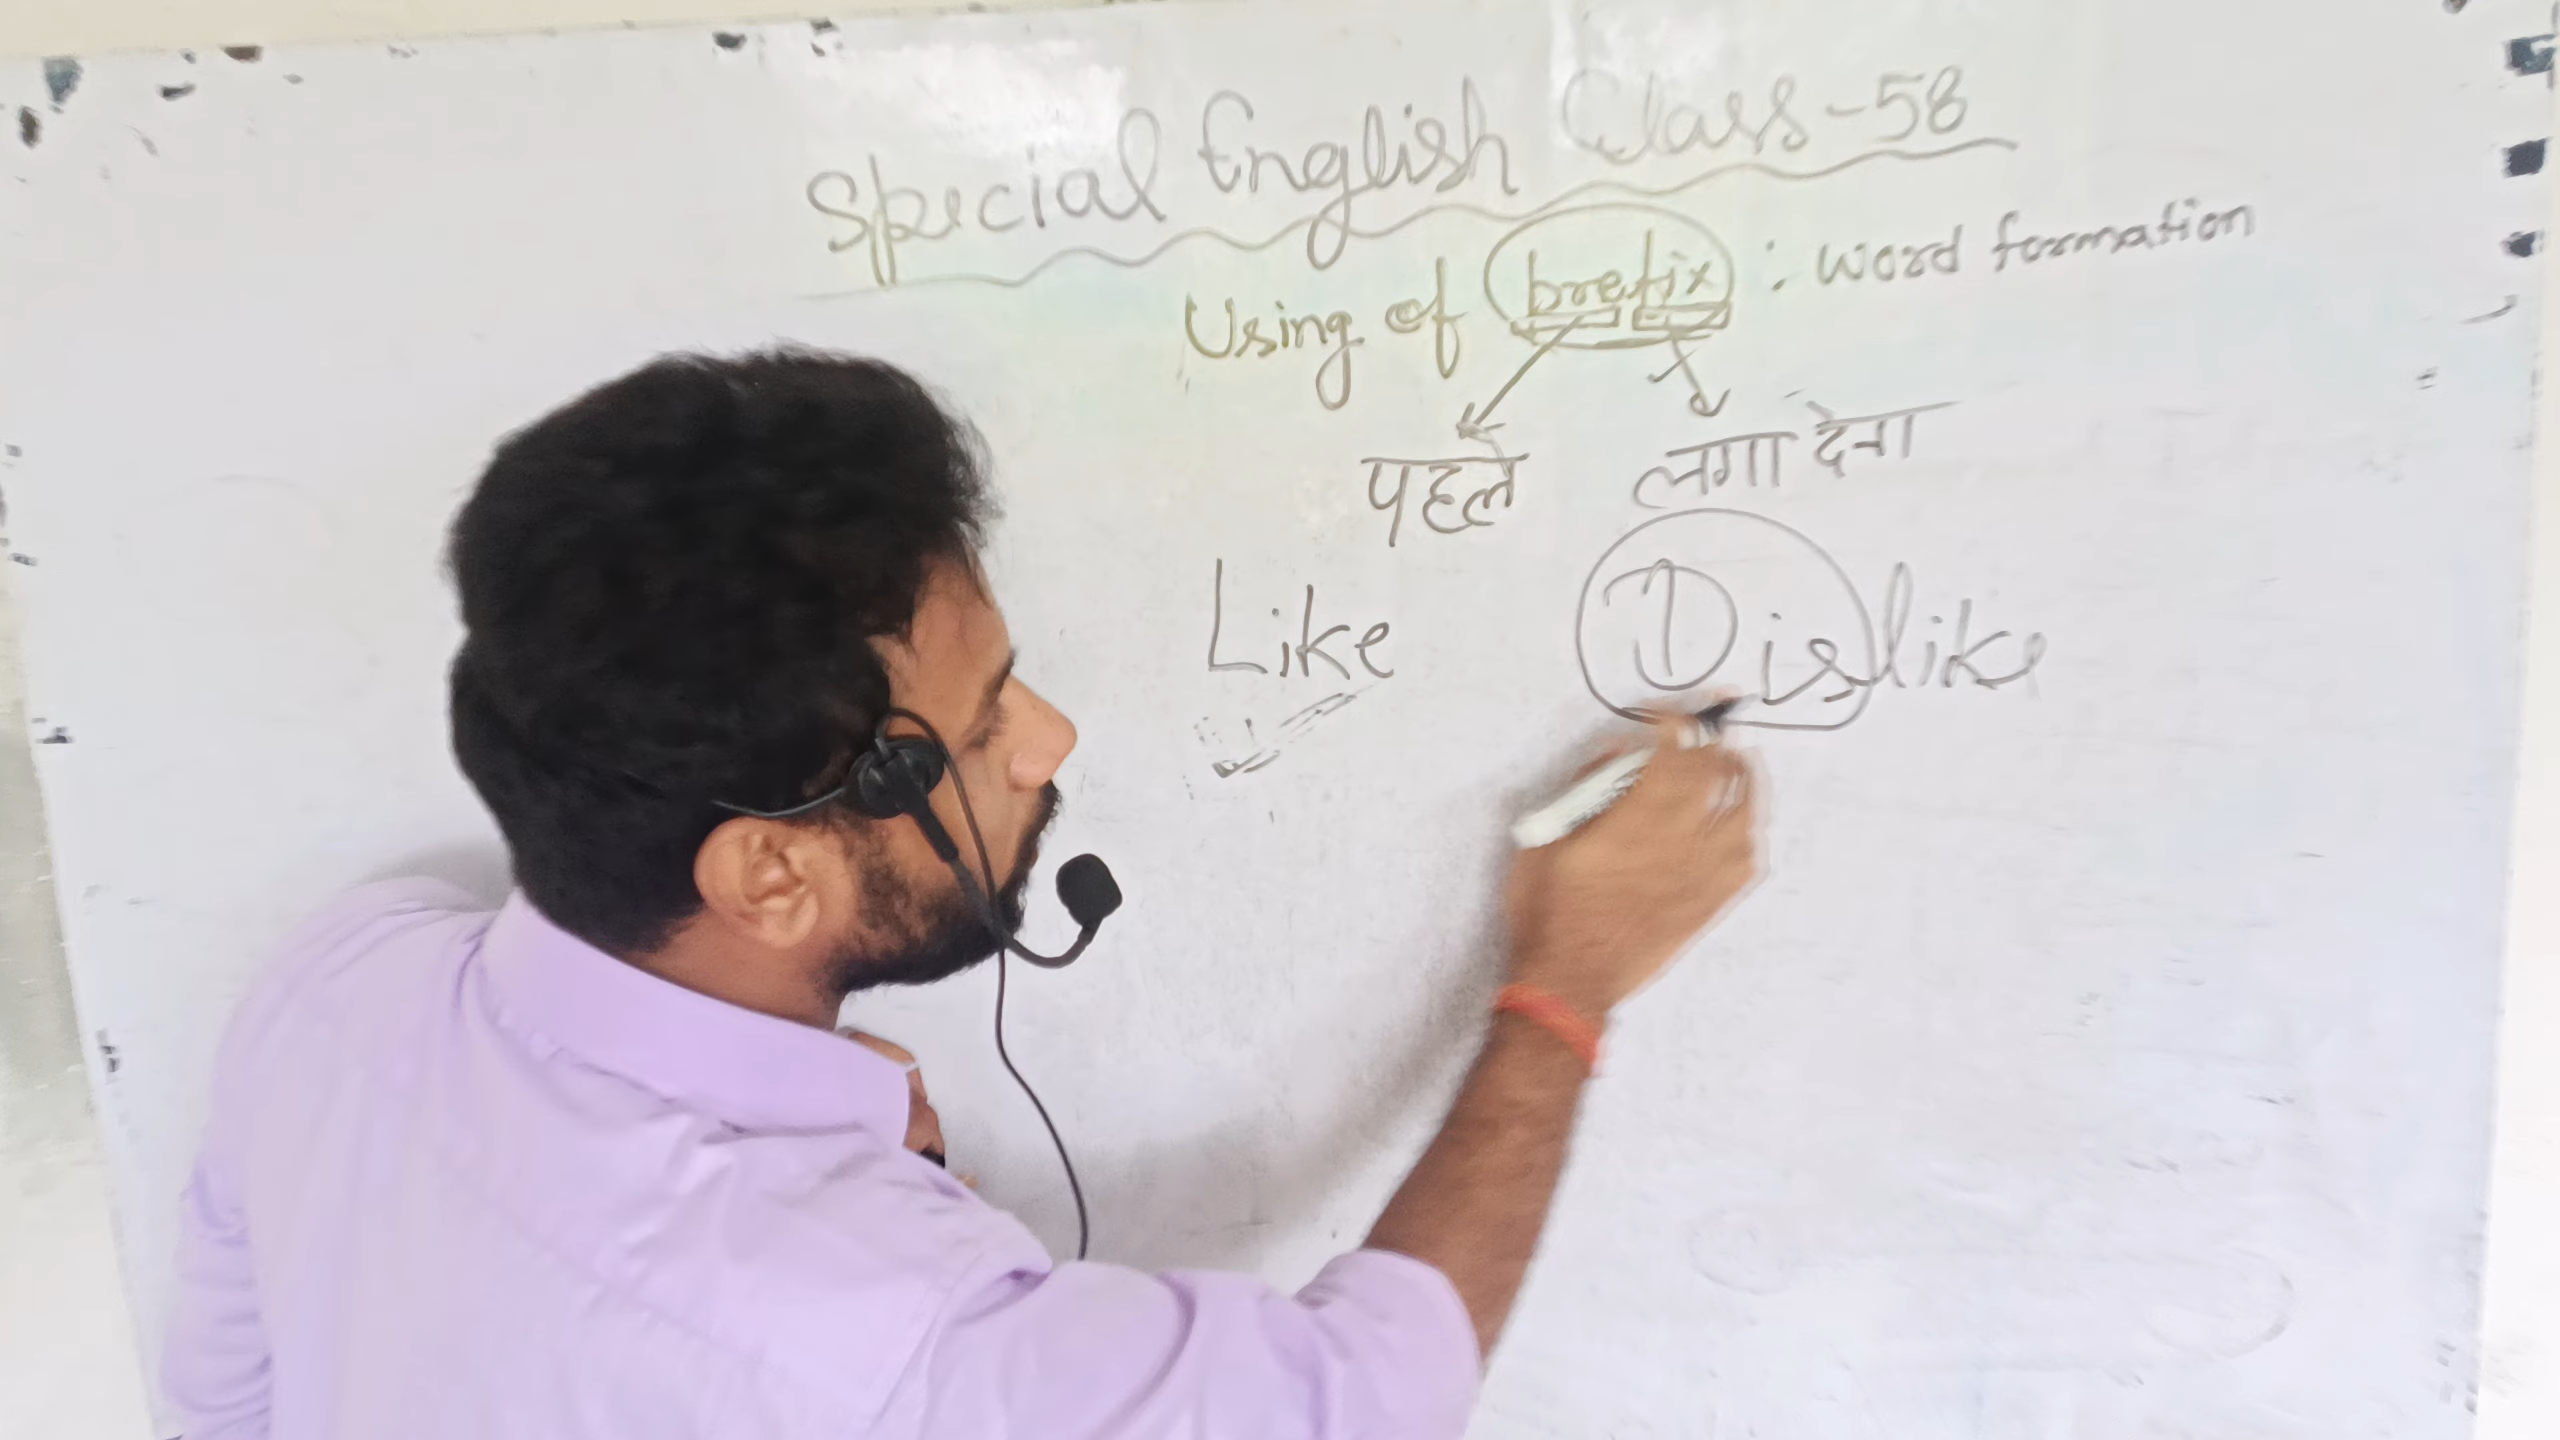 Special English Class-58
Using of prefix : word formation
पहले लगा देना
Like Dislike